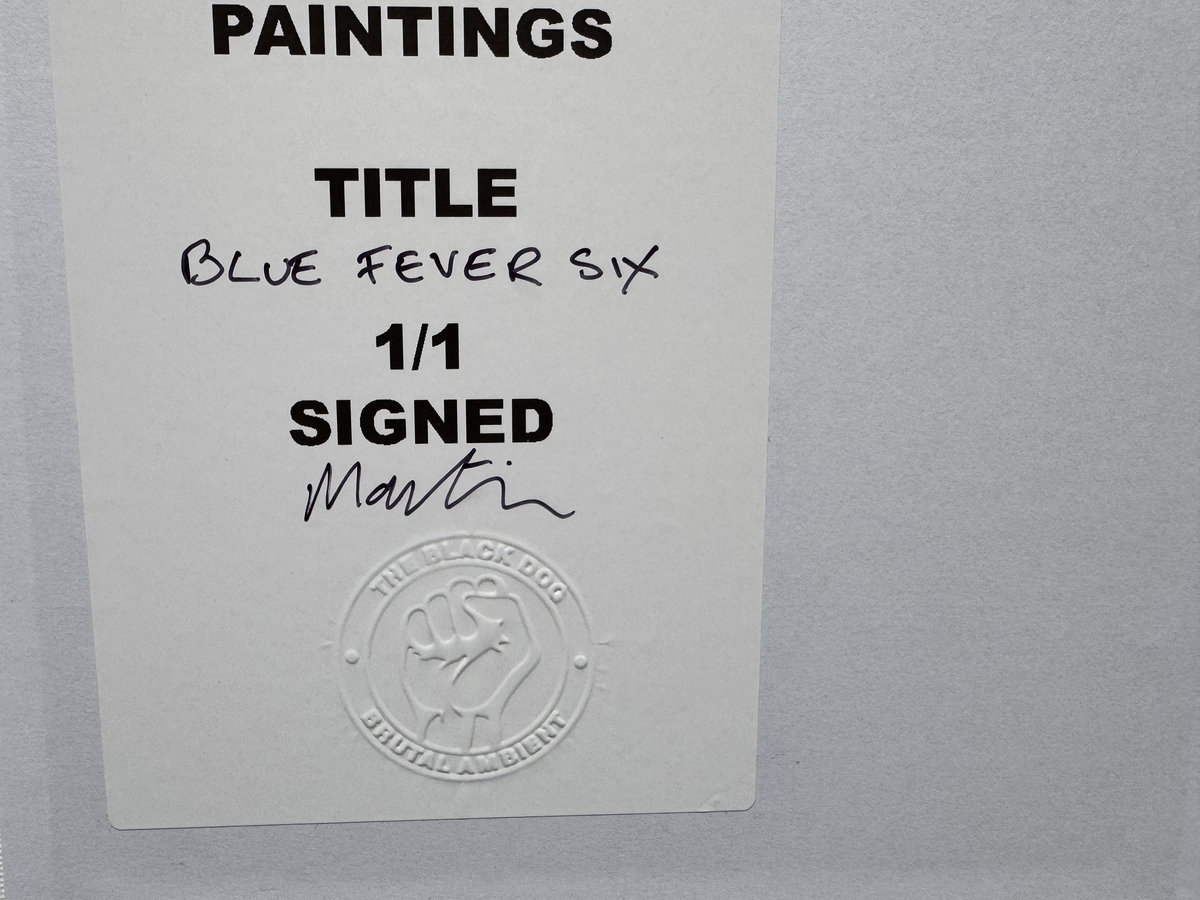 PAINTINGS
TITLE
BLUE FEVER SIX
1/1
SIGNED
Martin
THE BLACK DOG
BRUTAL AMBIENT